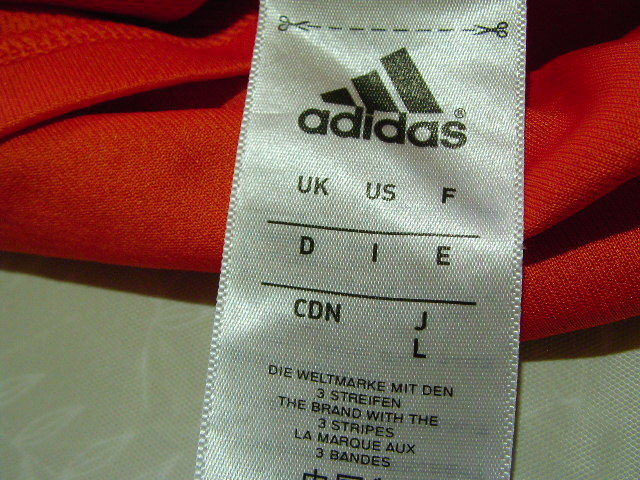 adidas®
UK US F
D I E
CDN J
L
DIE WELTMARKE MIT DEN
3 STREIFEN
THE BRAND WITH THE
3 STRIPES
LA MARQUE AUX
3 BANDES